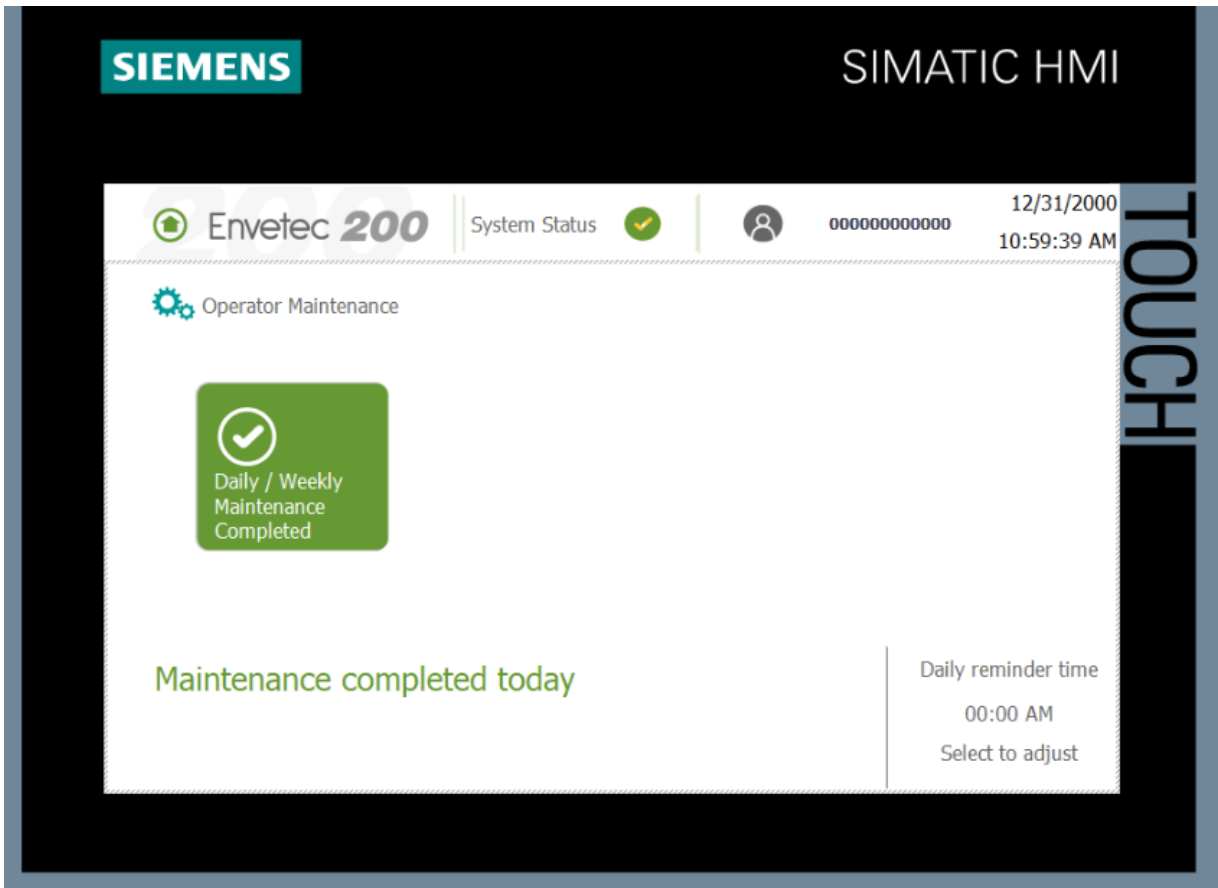 SIEMENS
SIMATIC HMI
TOUCH
200
Envetec 200
System Status
000000000000
12/31/2000
10:59:39 AM
Operator Maintenance
Daily / Weekly
Maintenance
Completed
Maintenance completed today
Daily reminder time
00:00 AM
Select to adjust